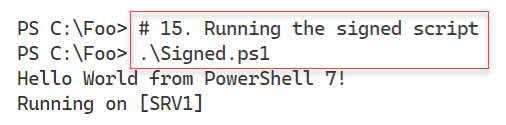 PS C:\Foo> # 15. Running the signed script
PS C:\Foo> .\Signed.ps1
Hello World from PowerShell 7!
Running on [SRV1]